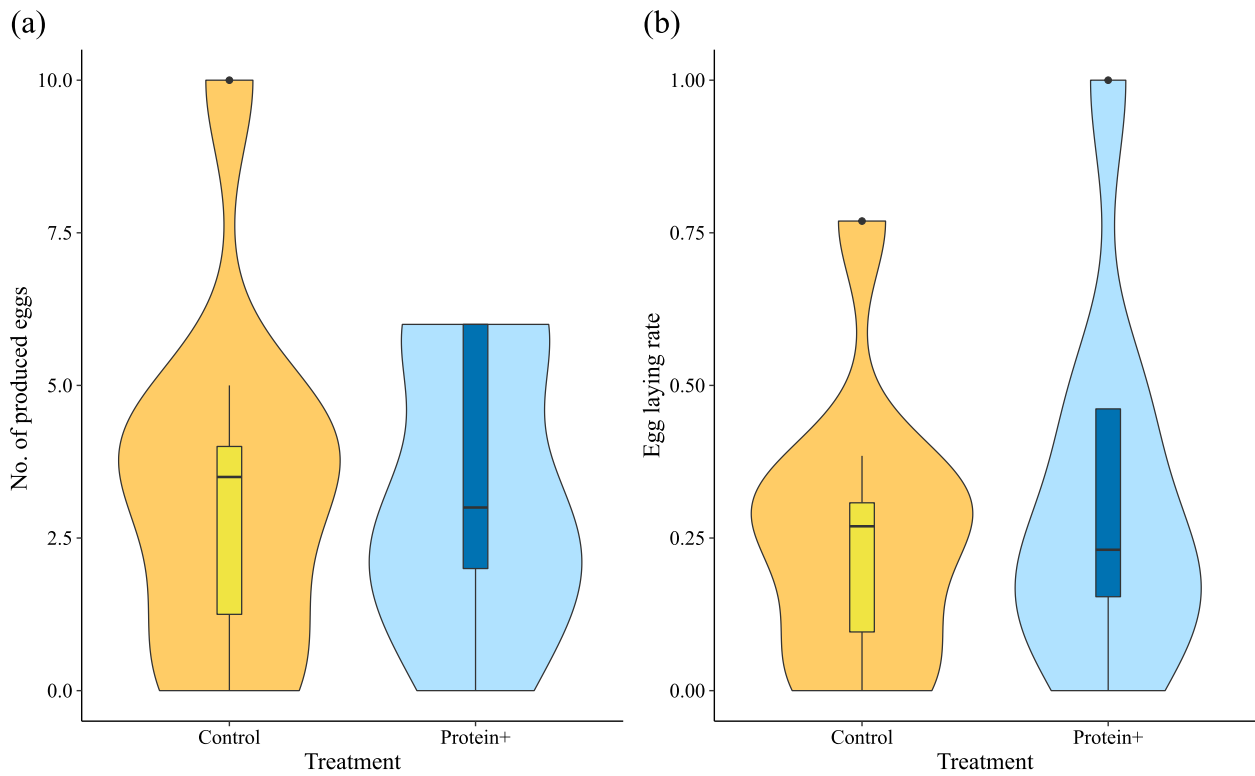 (a)
No. of produced eggs
10.0
7.5
5.0
2.5
0.0
Control
Protein+
Treatment
(b)
Egg laying rate
1.00
0.75
0.50
0.25
0.00
Control
Protein+
Treatment